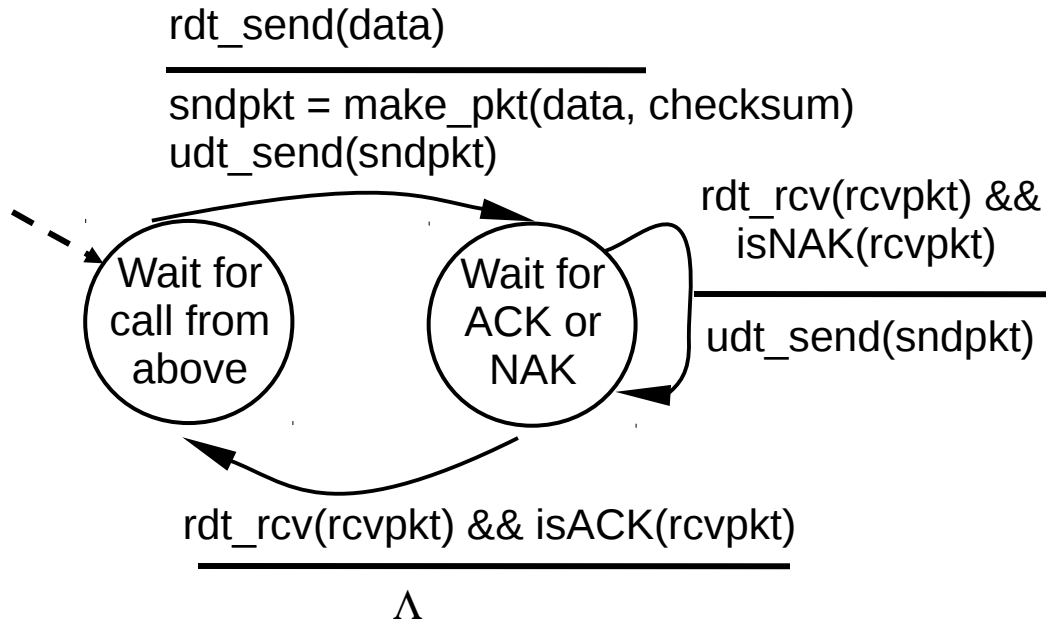 rdt_send(data)
sndpkt = make_pkt(data, checksum)
udt_send(sndpkt)
rdt_rcv(rcvpkt) &&
isNAK(rcvpkt)
udt_send(sndpkt)
Wait for
call from
above
Wait for
ACK or
NAK
rdt_rcv(rcvpkt) && isACK(rcvpkt)
Λ